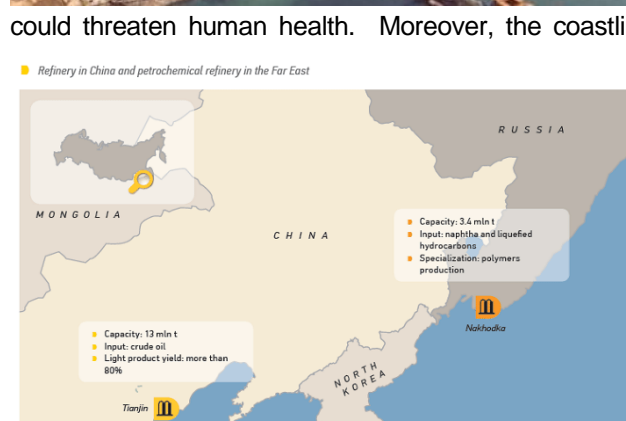 could threaten human health. Moreover, the coastli
Refinery in China and petrochemical refinery in the Far East
RUSSIA
MONGOLIA
CHINA
Capacity: 3.4 mln t
Input: naphtha and liquefied
hydrocarbons
Specialization: polymers
production
Nakhodka
Capacity: 13 mln t
Input: crude oil
Light product yield: more than
80%
NORTH
KOREA
Tianjin